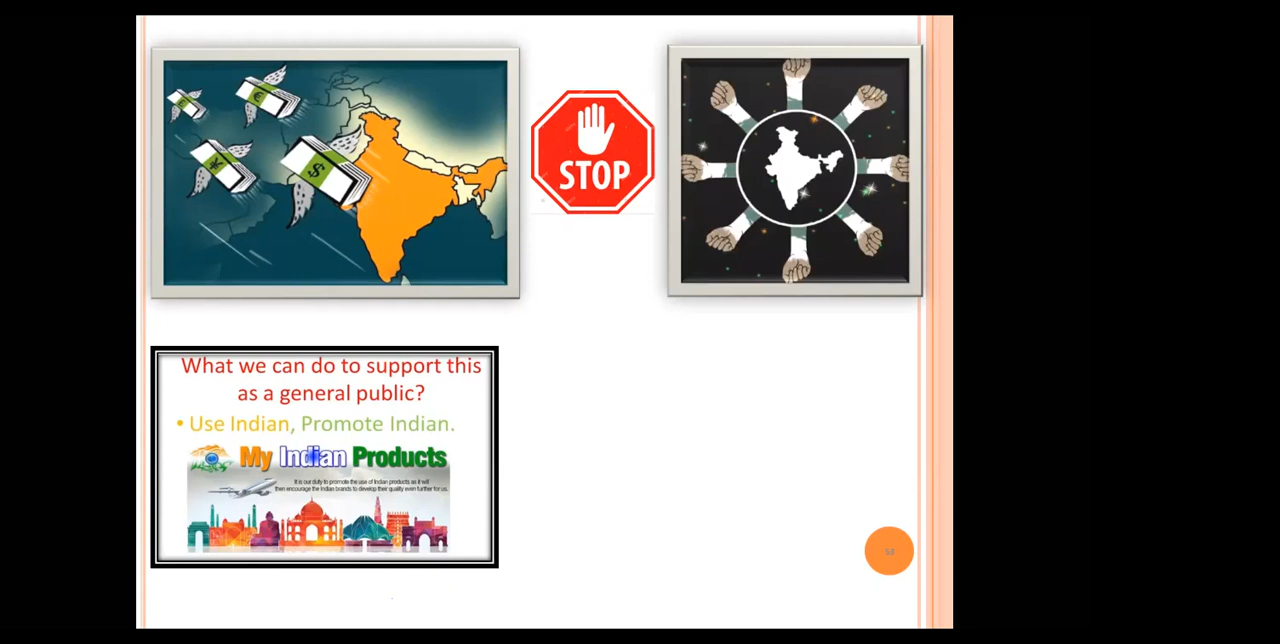 STOP
What we can do to support this
as a general public?
• Use Indian, Promote Indian.
My Indian Products
It is our duty to promote the use of Indian products as it will
then encourage the Indian brands to develop their quality even further for us.
53